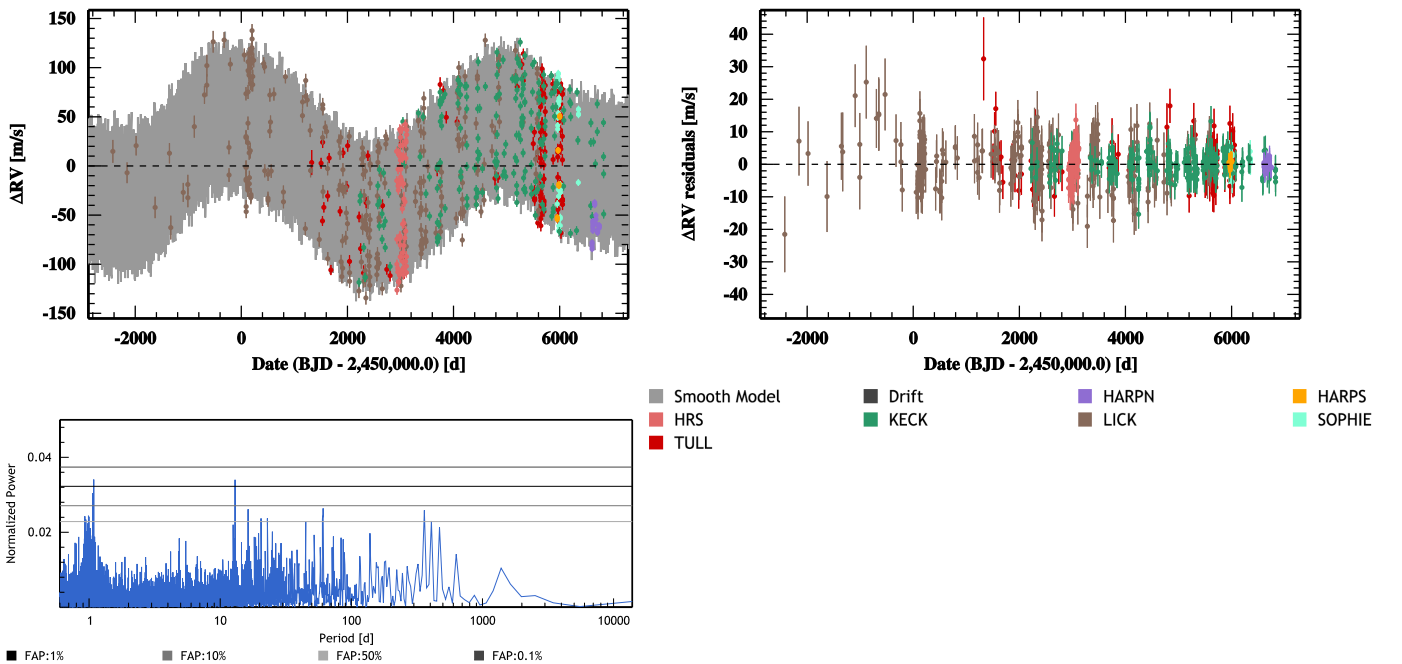 150
100
50
0
-50
-100
-150
ΔRV [m/s]
-2000 0 2000 4000 6000
Date (BJD - 2,450,000.0) [d]
40
30
20
10
0
-10
-20
-30
-40
ΔRV residuals [m/s]
-2000 0 2000 4000 6000
Date (BJD - 2,450,000.0) [d]
Smooth Model Drift HARPN HARPS
HRS KECK LICK SOPHIE
TULL
0.04
0.02
Normalized Power
1 10 100 1000 10000
Period [d]
FAP:1% FAP:10% FAP:50% FAP:0.1%